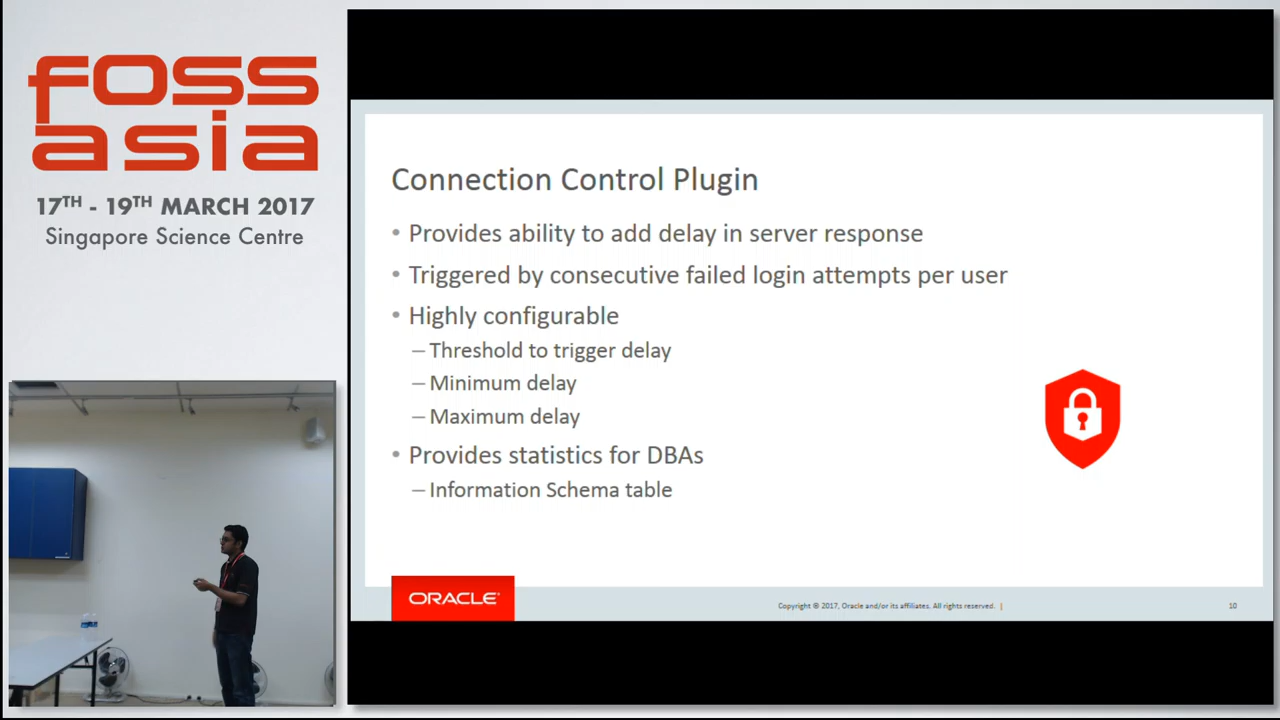 foss
asia
17TH - 19TH MARCH 2017
Singapore Science Centre
Connection Control Plugin
• Provides ability to add delay in server response
• Triggered by consecutive failed login attempts per user
• Highly configurable
– Threshold to trigger delay
– Minimum delay
– Maximum delay
• Provides statistics for DBAs
– Information Schema table
ORACLE®
Copyright © 2017, Oracle and/or its affiliates. All rights reserved. |
10